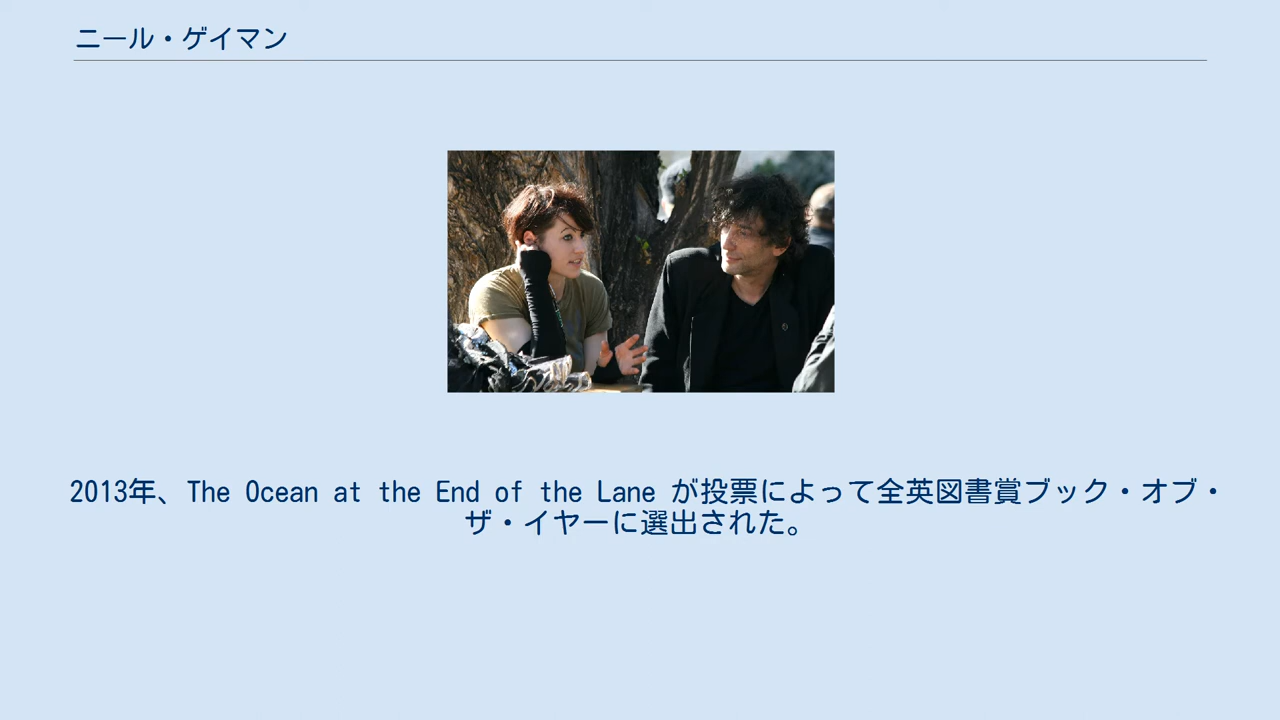 ニール・ゲイマン
2013年、The Ocean at the End of the Lane が投票によって全英図書賞ブック・オブ・
ザ・イヤーに選出された。